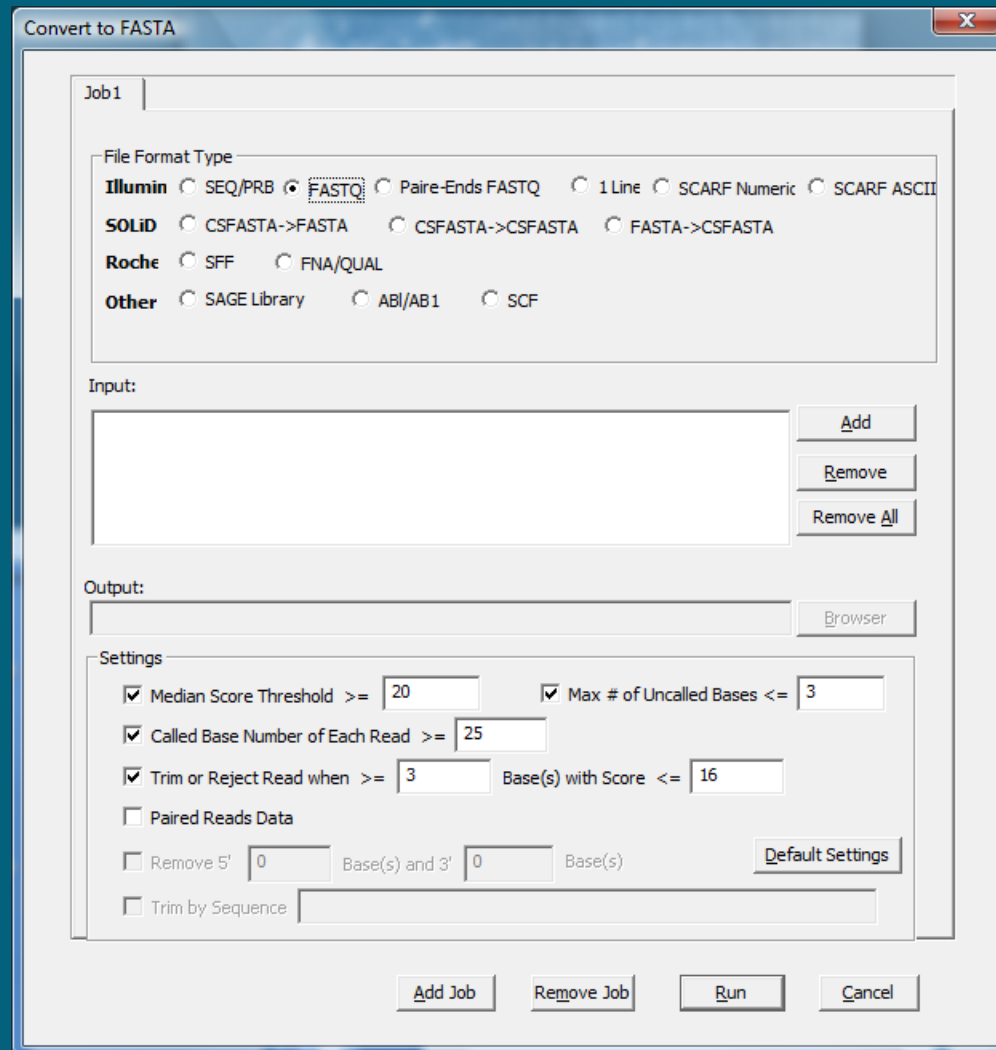 Convert to FASTA
Job1
File Format Type
Illumin SEQ/PRB FASTQ Paire-Ends FASTQ 1 Line SCARF Numeric SCARF ASCII
SOLiD CSFASTA->FASTA CSFASTA->CSFASTA FASTA->CSFASTA
Roche SFF FNA/QUAL
Other SAGE Library ABI/AB1 SCF
Input:
Add
Remove
Remove All
Output:
Browser
Settings
Median Score Threshold >= 20 Max # of Uncalled Bases <= 3
Called Base Number of Each Read >= 25
Trim or Reject Read when >= 3 Base(s) with Score <= 16
Paired Reads Data
Remove 5' 0 Base(s) and 3' 0 Base(s)
Default Settings
Trim by Sequence
Add Job Remove Job Run Cancel